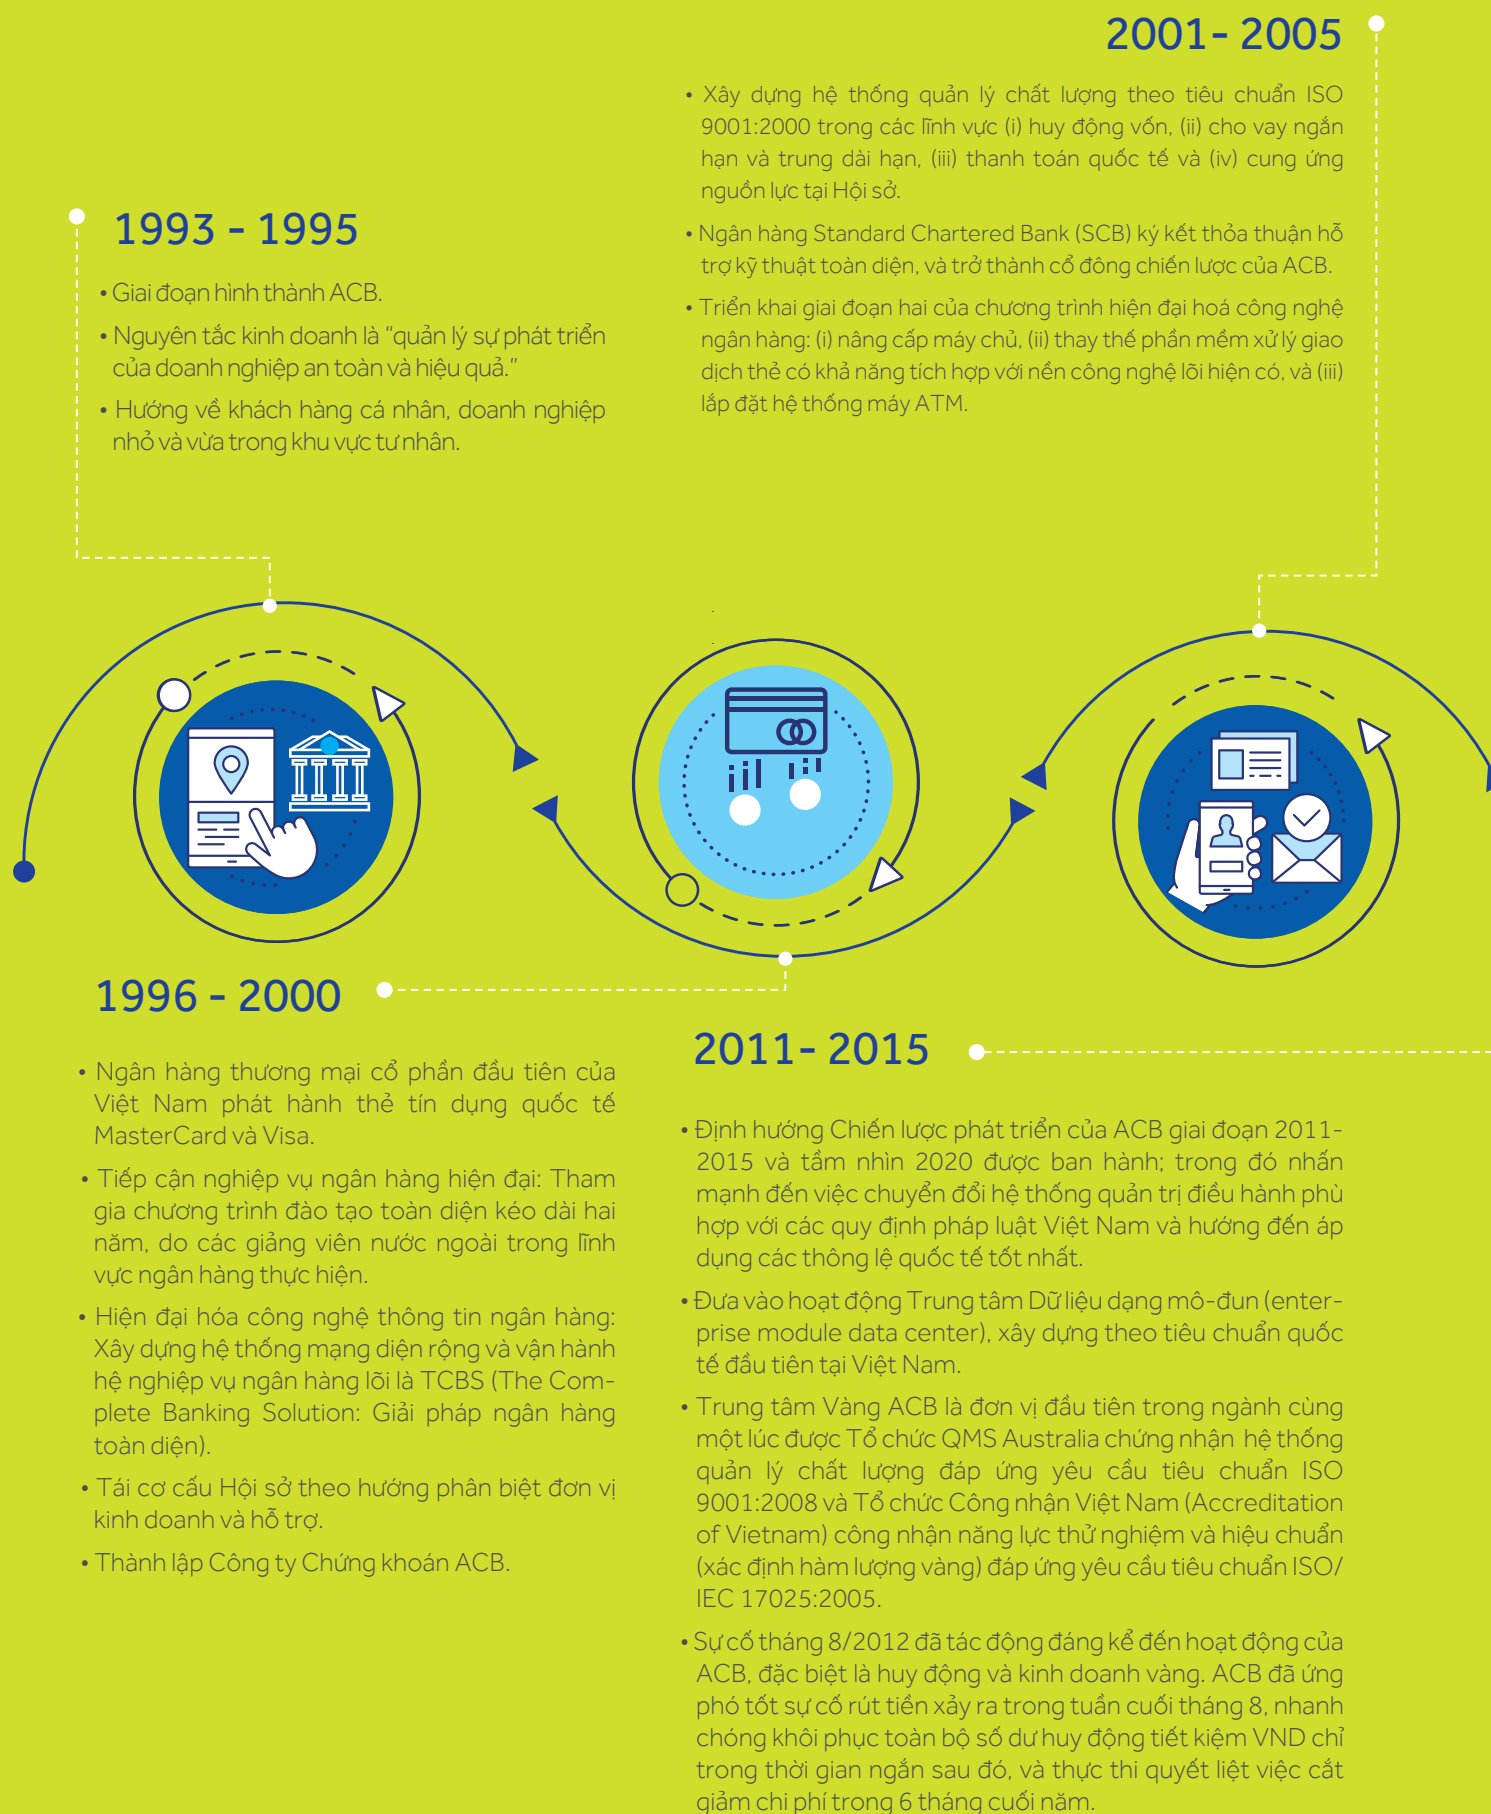 1993 - 1995
• Giai đoạn hình thành ACB.
• Nguyên tắc kinh doanh là "quản lý sự phát triển
của doanh nghiệp an toàn và hiệu quả."
• Hướng về khách hàng cá nhân, doanh nghiệp
nhỏ và vừa trong khu vực tư nhân.
2001- 2005
• Xây dựng hệ thống quản lý chất lượng theo tiêu chuẩn ISO
9001:2000 trong các lĩnh vực (i) huy động vốn, (ii) cho vay ngắn
hạn và trung dài hạn, (iii) thanh toán quốc tế và (iv) cung ứng
nguồn lực tại Hội sở.
• Ngân hàng Standard Chartered Bank (SCB) ký kết thỏa thuận hỗ
trợ kỹ thuật toàn diện, và trở thành cổ đông chiến lược của ACB.
• Triển khai giai đoạn hai của chương trình hiện đại hoá công nghệ
ngân hàng: (i) nâng cấp máy chủ, (ii) thay thế phần mềm xử lý giao
dịch thẻ có khả năng tích hợp với nền công nghệ lõi hiện có, và (iii)
lắp đặt hệ thống máy ATM.
1996 - 2000
• Ngân hàng thương mại cổ phần đầu tiên của
Việt Nam phát hành thẻ tín dụng quốc tế
MasterCard và Visa.
• Tiếp cận nghiệp vụ ngân hàng hiện đại: Tham
gia chương trình đào tạo toàn diện kéo dài hai
năm, do các giảng viên nước ngoài trong lĩnh
vực ngân hàng thực hiện.
• Hiện đại hóa công nghệ thông tin ngân hàng:
Xây dựng hệ thống mạng diện rộng và vận hành
hệ nghiệp vụ ngân hàng lõi là TCBS (The Com-
plete Banking Solution: Giải pháp ngân hàng
toàn diện).
• Tái cơ cấu Hội sở theo hướng phân biệt đơn vị
kinh doanh và hỗ trợ.
• Thành lập Công ty Chứng khoán ACB.
2011- 2015
• Định hướng Chiến lược phát triển của ACB giai đoạn 2011-
2015 và tầm nhìn 2020 được ban hành; trong đó nhấn
mạnh đến việc chuyển đổi hệ thống quản trị điều hành phù
hợp với các quy định pháp luật Việt Nam và hướng đến áp
dụng các thông lệ quốc tế tốt nhất.
• Đưa vào hoạt động Trung tâm Dữ liệu dạng mô-đun (enter-
prise module data center), xây dựng theo tiêu chuẩn quốc
tế đầu tiên tại Việt Nam.
• Trung tâm Vàng ACB là đơn vị đầu tiên trong ngành cùng
một lúc được Tổ chức QMS Australia chứng nhận hệ thống
quản lý chất lượng đáp ứng yêu cầu tiêu chuẩn ISO
9001:2008 và Tổ chức Công nhận Việt Nam (Accreditation
of Vietnam) công nhận năng lực thử nghiệm và hiệu chuẩn
(xác định hàm lượng vàng) đáp ứng yêu cầu tiêu chuẩn ISO/
IEC 17025:2005.
• Sự cố tháng 8/2012 đã tác động đáng kể đến hoạt động của
ACB, đặc biệt là huy động và kinh doanh vàng. ACB đã ứng
phó tốt sự cố rút tiền xảy ra trong tuần cuối tháng 8, nhanh
chóng khôi phục toàn bộ số dư huy động tiết kiệm VND chỉ
trong thời gian ngắn sau đó, và thực thi quyết liệt việc cắt
giảm chi phí trong 6 tháng cuối năm.